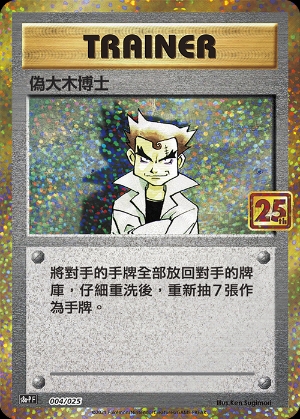 TRAINER
偽大木博士
25th
將對手的手牌全部放回對手的牌
庫，仔細重洗後，重新抽7張作
為手牌。
004/025
Illus.Ken Sugimori